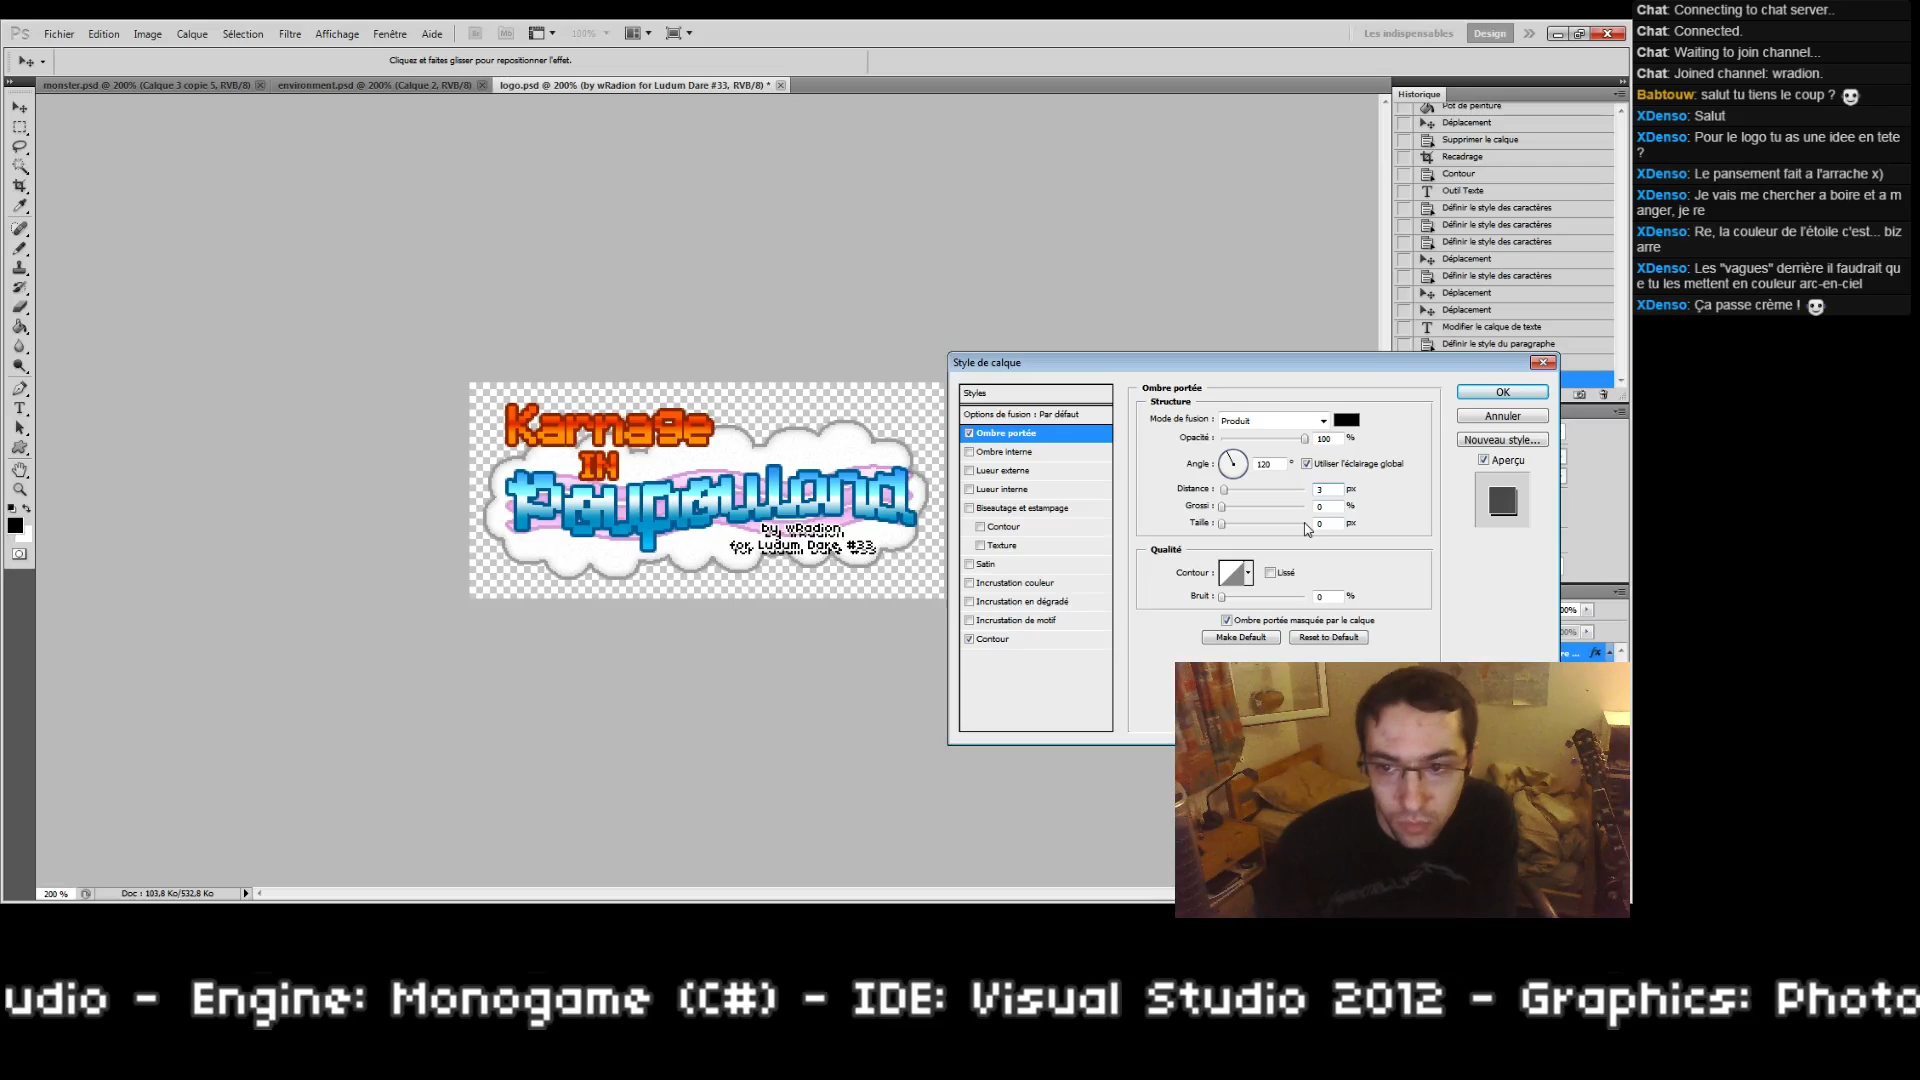 Ps Fichier Edition Image Calque Sélection Filtre Affichage Fenêtre Aide Br Mb 100% Les indispensables Design
Cliquez et faites glisser pour repositionner l'effet.
monster.psd @ 200% (Calque 3 copie 5, RVB/8) environment.psd @ 200% (Calque 2, RVB/8) logo.psd @ 200% (by wRadion for Ludum Dare #33, RVB/8) *
Historique
Pot de peinture
Déplacement
Supprimer le calque
Recadrage
Contour
Outil Texte
Définir le style des caractères
Définir le style des caractères
Définir le style des caractères
Déplacement
Définir le style des caractères
Déplacement
Déplacement
Modifier le calque de texte
Définir le style du paragraphe
Karnage
IN
Poupouland
by wRadion
for Ludum Dare #33
Style de calque
Styles
Options de fusion : Par défaut
Ombre portée
Ombre interne
Lueur externe
Lueur interne
Biseautage et estampage
Contour
Texture
Satin
Incrustation couleur
Incrustation en dégradé
Incrustation de motif
Contour
Ombre portée
Structure
Mode de fusion : Produit
Opacité : 100 %
Angle : 120 ° Utiliser l'éclairage global
Distance : 3 px
Grossi : 0 %
Taille : 0 px
Qualité
Contour : Lissé
Bruit : 0 %
Ombre portée masquée par le calque
Make Default Reset to Default
OK
Annuler
Nouveau style...
Aperçu
200 % Doc : 103,8 Ko/532,8 Ko
Chat: Connecting to chat server..
Chat: Connected.
Chat: Waiting to join channel...
Chat: Joined channel: wradion.
Babtouw: salut tu tiens le coup ?
XDenso: Salut
XDenso: Pour le logo tu as une idee en tete
?
XDenso: Le pansement fait a l'arrache x)
XDenso: Je vais me chercher a boire et a m
anger, je re
XDenso: Re, la couleur de l'étoile c'est... biz
arre
XDenso: Les "vagues" derrière il faudrait qu
e tu les mettent en couleur arc-en-ciel
XDenso: Ça passe crème !
udio - Engine: Monogame (C#) - IDE: Visual Studio 2012 - Graphics: Photo